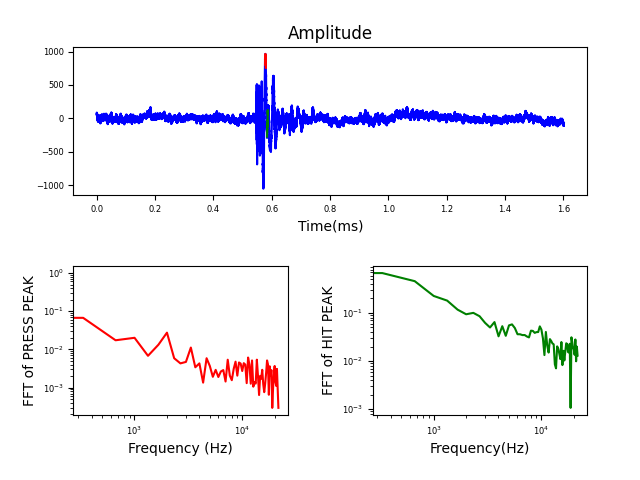 Amplitude
1000
500
0
−500
−1000
0.0 0.2 0.4 0.6 0.8 1.0 1.2 1.4 1.6
Time(ms)
FFT of PRESS PEAK
10⁰
10⁻¹
10⁻²
10⁻³
10³ 10⁴
Frequency (Hz)
FFT of HIT PEAK
10⁻¹
10⁻²
10⁻³
10³ 10⁴
Frequency(Hz)